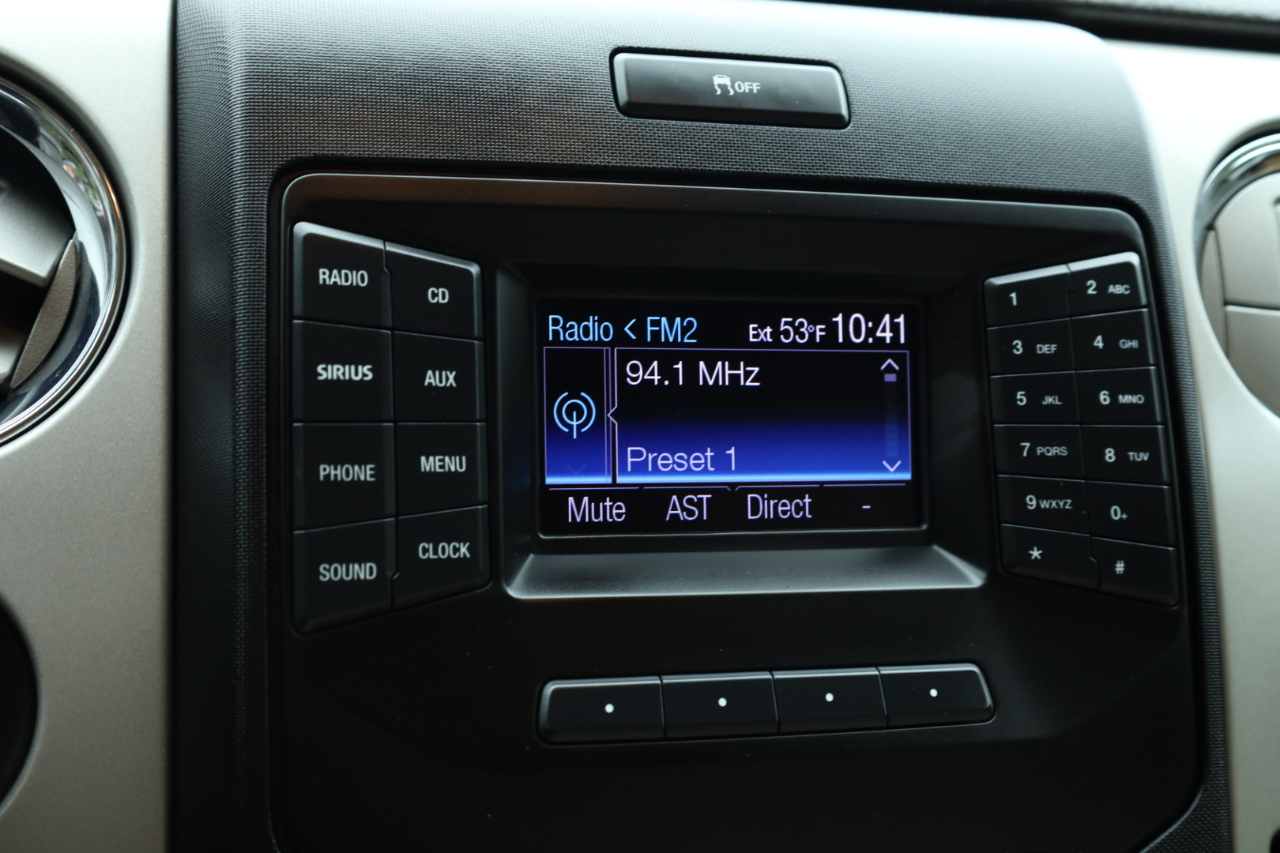 OFF
RADIO
CD
SIRIUS
AUX
PHONE
MENU
SOUND
CLOCK
Radio < FM2 Ext 53°F 10:41
94.1 MHz
Preset 1
Mute AST Direct -
1
2 ABC
3 DEF
4 GHI
5 JKL
6 MNO
7 PQRS
8 TUV
9 WXYZ
0+
*
#